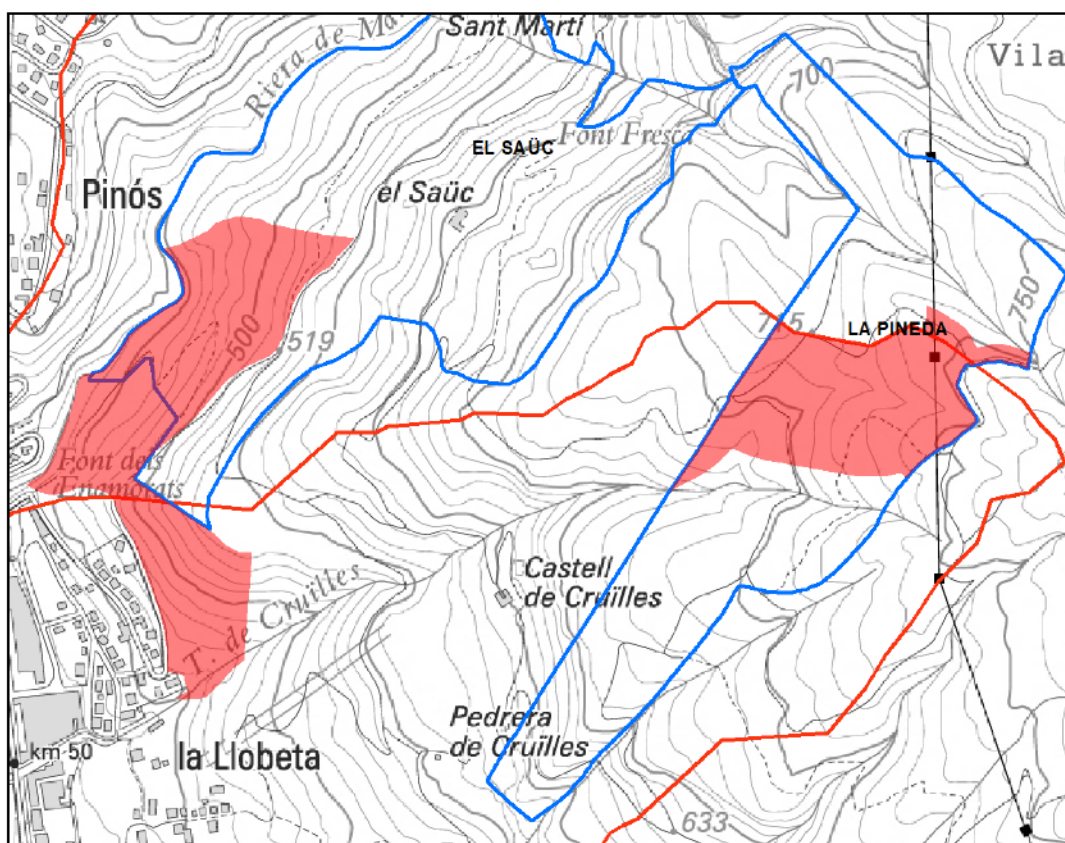 Sant Martí
Vila
Riera de Ma
700
Font Fresca
EL SAÜC
el Saüc
Pinós
750
500
519
LA PINEDA
Font dels
Enamorats
T. de Cruïlles
Castell
de Cruïlles
Pedrera
de Cruïlles
km 50
la Llobeta
633